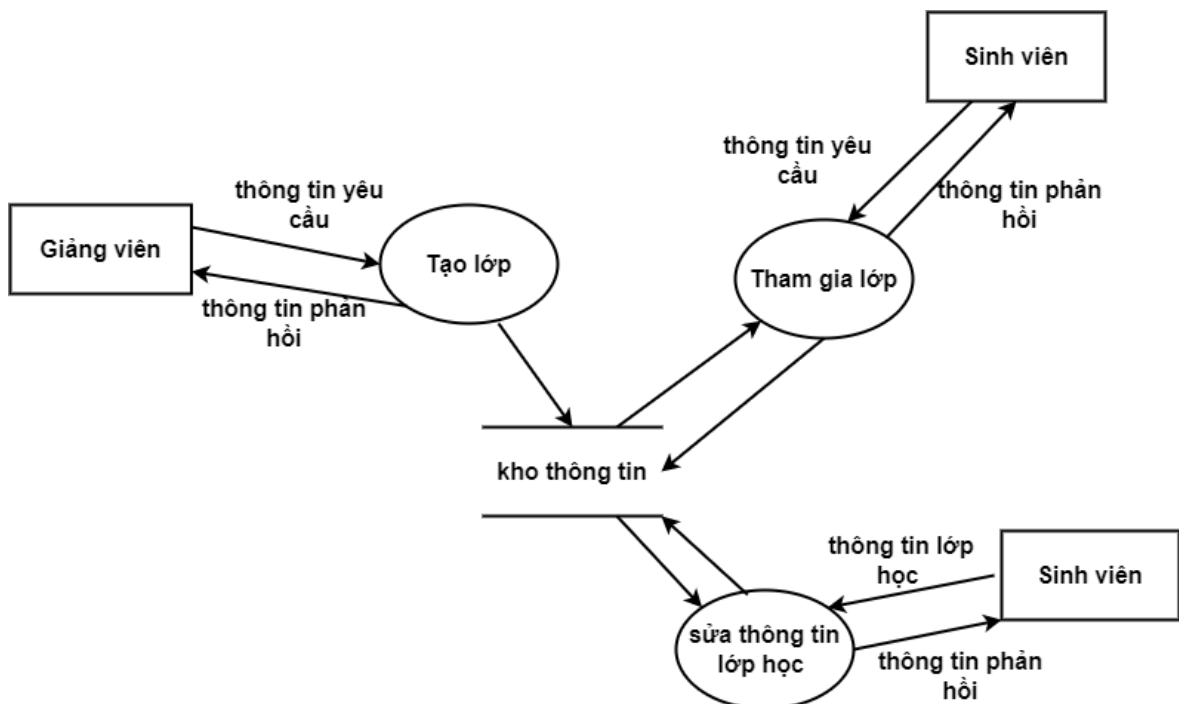 Sinh viên
thông tin yêu
cầu
thông tin phản
hồi
thông tin yêu
cầu
Giảng viên
Tạo lớp
thông tin phản
hồi
Tham gia lớp
kho thông tin
thông tin lớp
học
Sinh viên
sửa thông tin
lớp học
thông tin phản
hồi